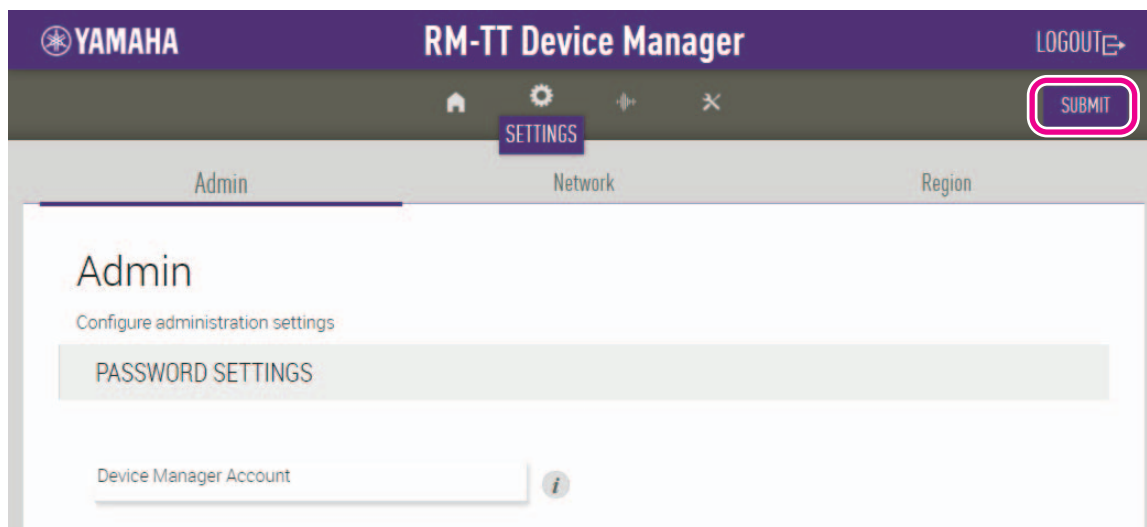 YAMAHA RM-TT Device Manager LOGOUT
SUBMIT
SETTINGS
Admin Network Region
Admin
Configure administration settings
PASSWORD SETTINGS
Device Manager Account i